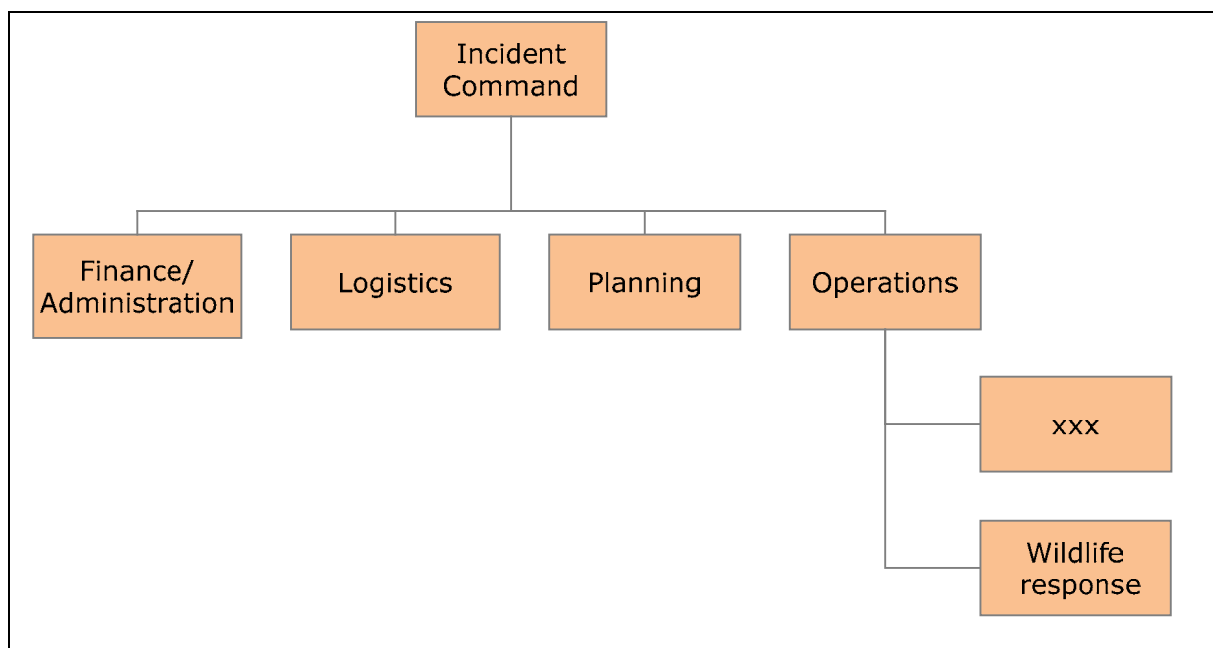 Incident
Command
Finance/
Administration
Logistics
Planning
Operations
xxx
Wildlife
response